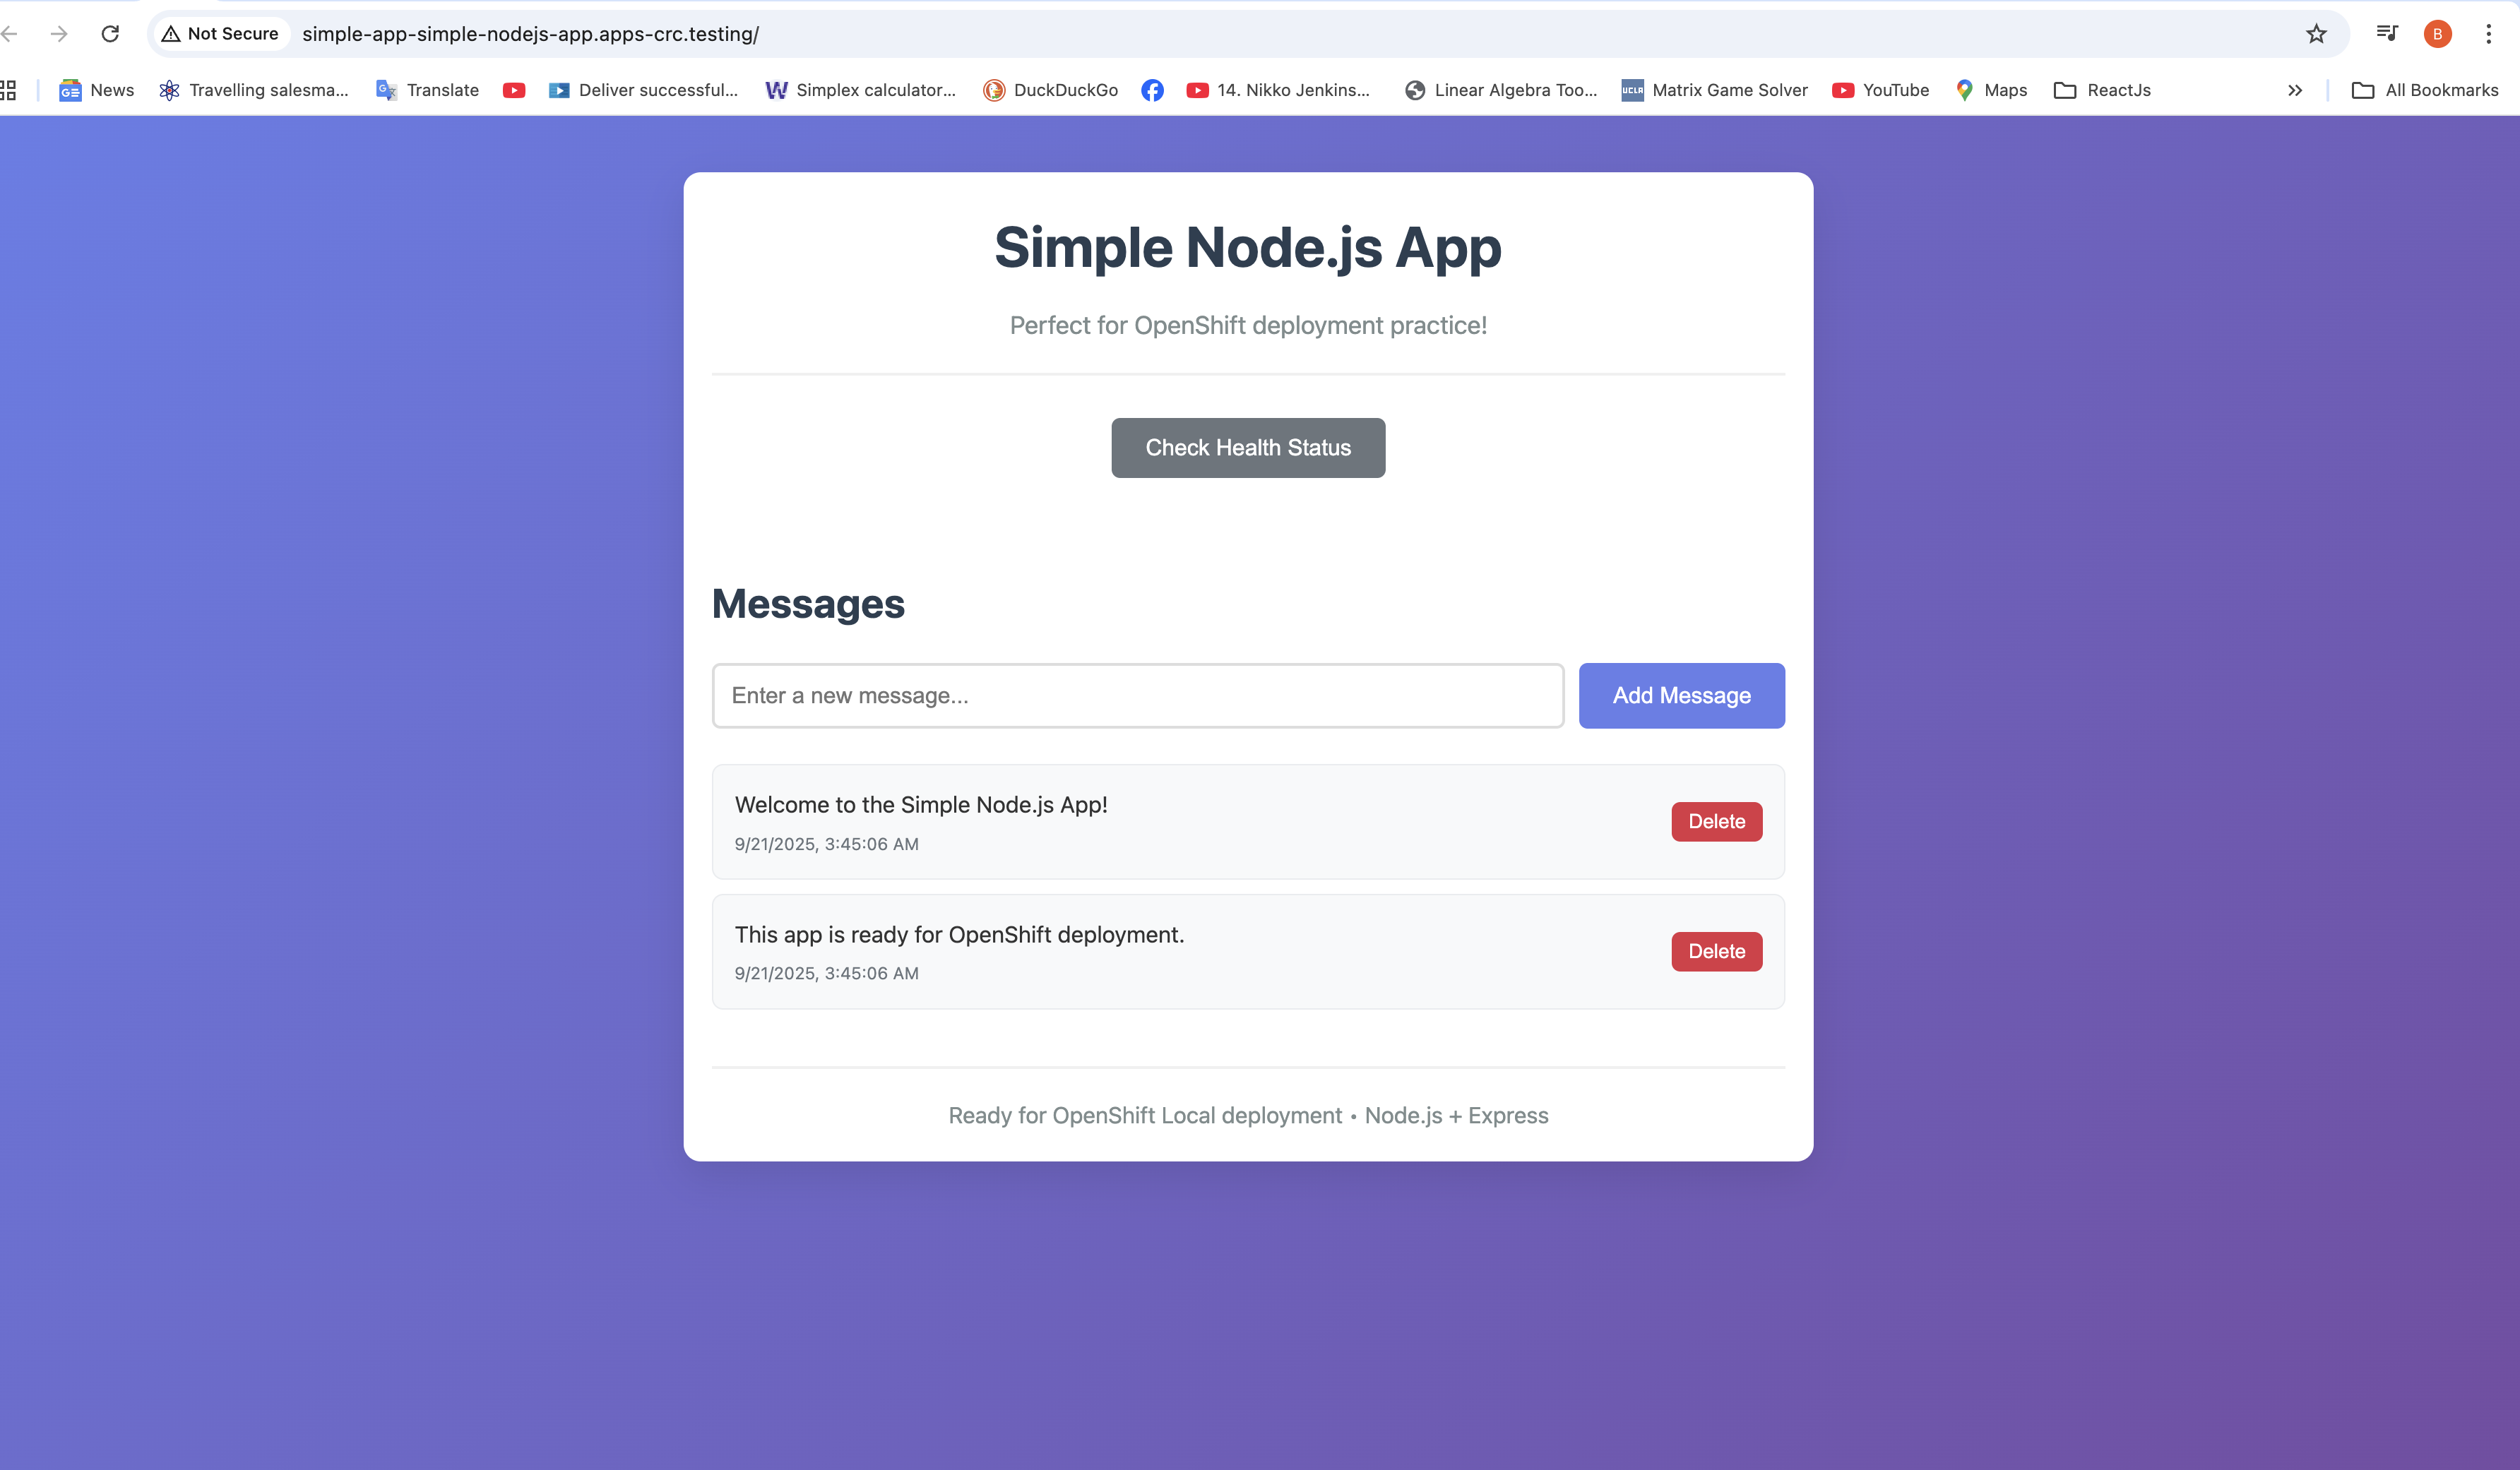 Not Secure simple-app-simple-nodejs-app.apps-crc.testing/ B
News Travelling salesma... Translate Deliver successful... Simplex calculator... DuckDuckGo 14. Nikko Jenkins... Linear Algebra Too... UCLA Matrix Game Solver YouTube Maps ReactJs » All Bookmarks
Simple Node.js App
Perfect for OpenShift deployment practice!
Check Health Status
Messages
Enter a new message... Add Message
Welcome to the Simple Node.js App!
9/21/2025, 3:45:06 AM
Delete
This app is ready for OpenShift deployment.
9/21/2025, 3:45:06 AM
Delete
Ready for OpenShift Local deployment • Node.js + Express